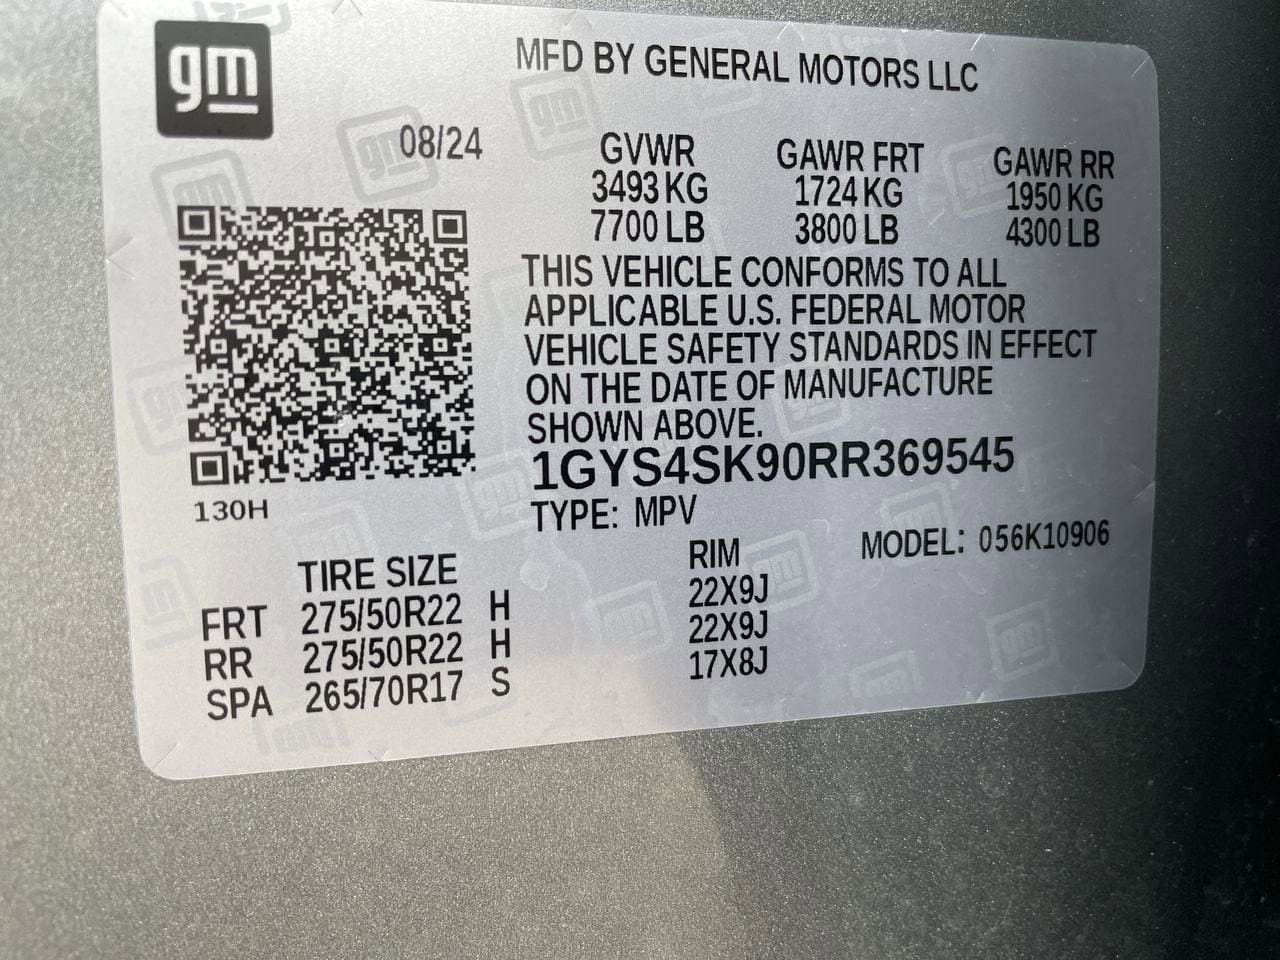 gm
MFD BY GENERAL MOTORS LLC
08/24
GVWR GAWR FRT GAWR RR
3493 KG 1724 KG 1950 KG
7700 LB 3800 LB 4300 LB
THIS VEHICLE CONFORMS TO ALL
APPLICABLE U.S. FEDERAL MOTOR
VEHICLE SAFETY STANDARDS IN EFFECT
ON THE DATE OF MANUFACTURE
SHOWN ABOVE.
1GYS4SK90RR369545
130H
TYPE: MPV
MODEL: 056K10906
TIRE SIZE RIM
FRT 275/50R22 H 22X9J
RR 275/50R22 H 22X9J
SPA 265/70R17 S 17X8J